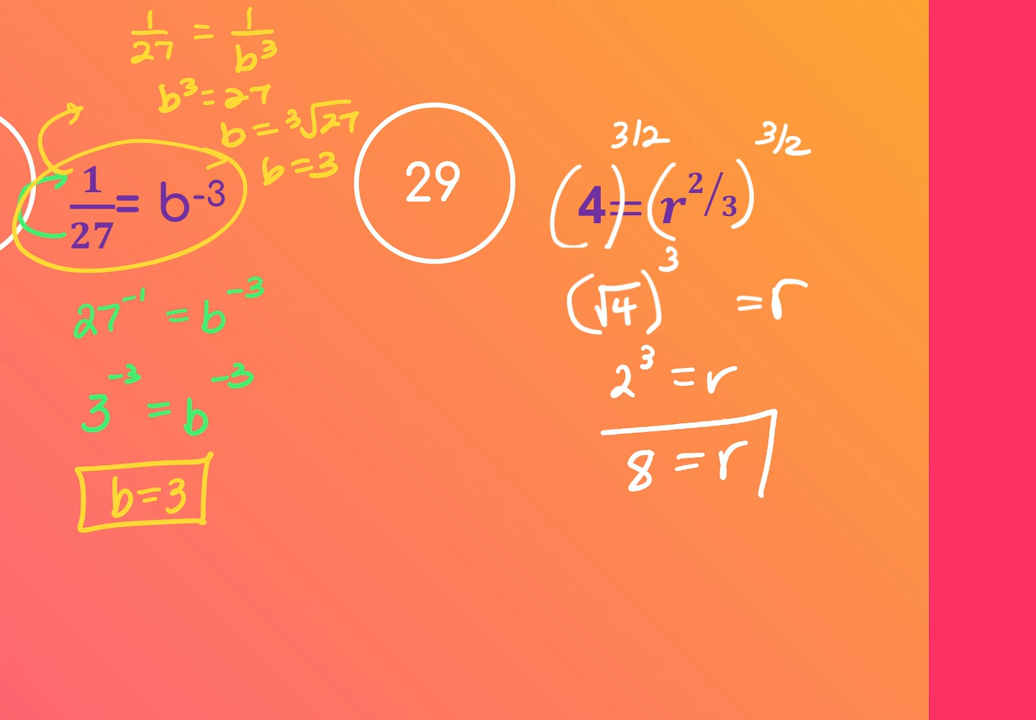 1/27 = 1/b³
b³ = 27
b = ³√27
b = 3
1/27 = b⁻³
27⁻¹ = b⁻³
3⁻³ = b⁻³
b = 3
29
(4)^3/2 = (r^2/3)^3/2
(√4)³ = r
2³ = r
8 = r